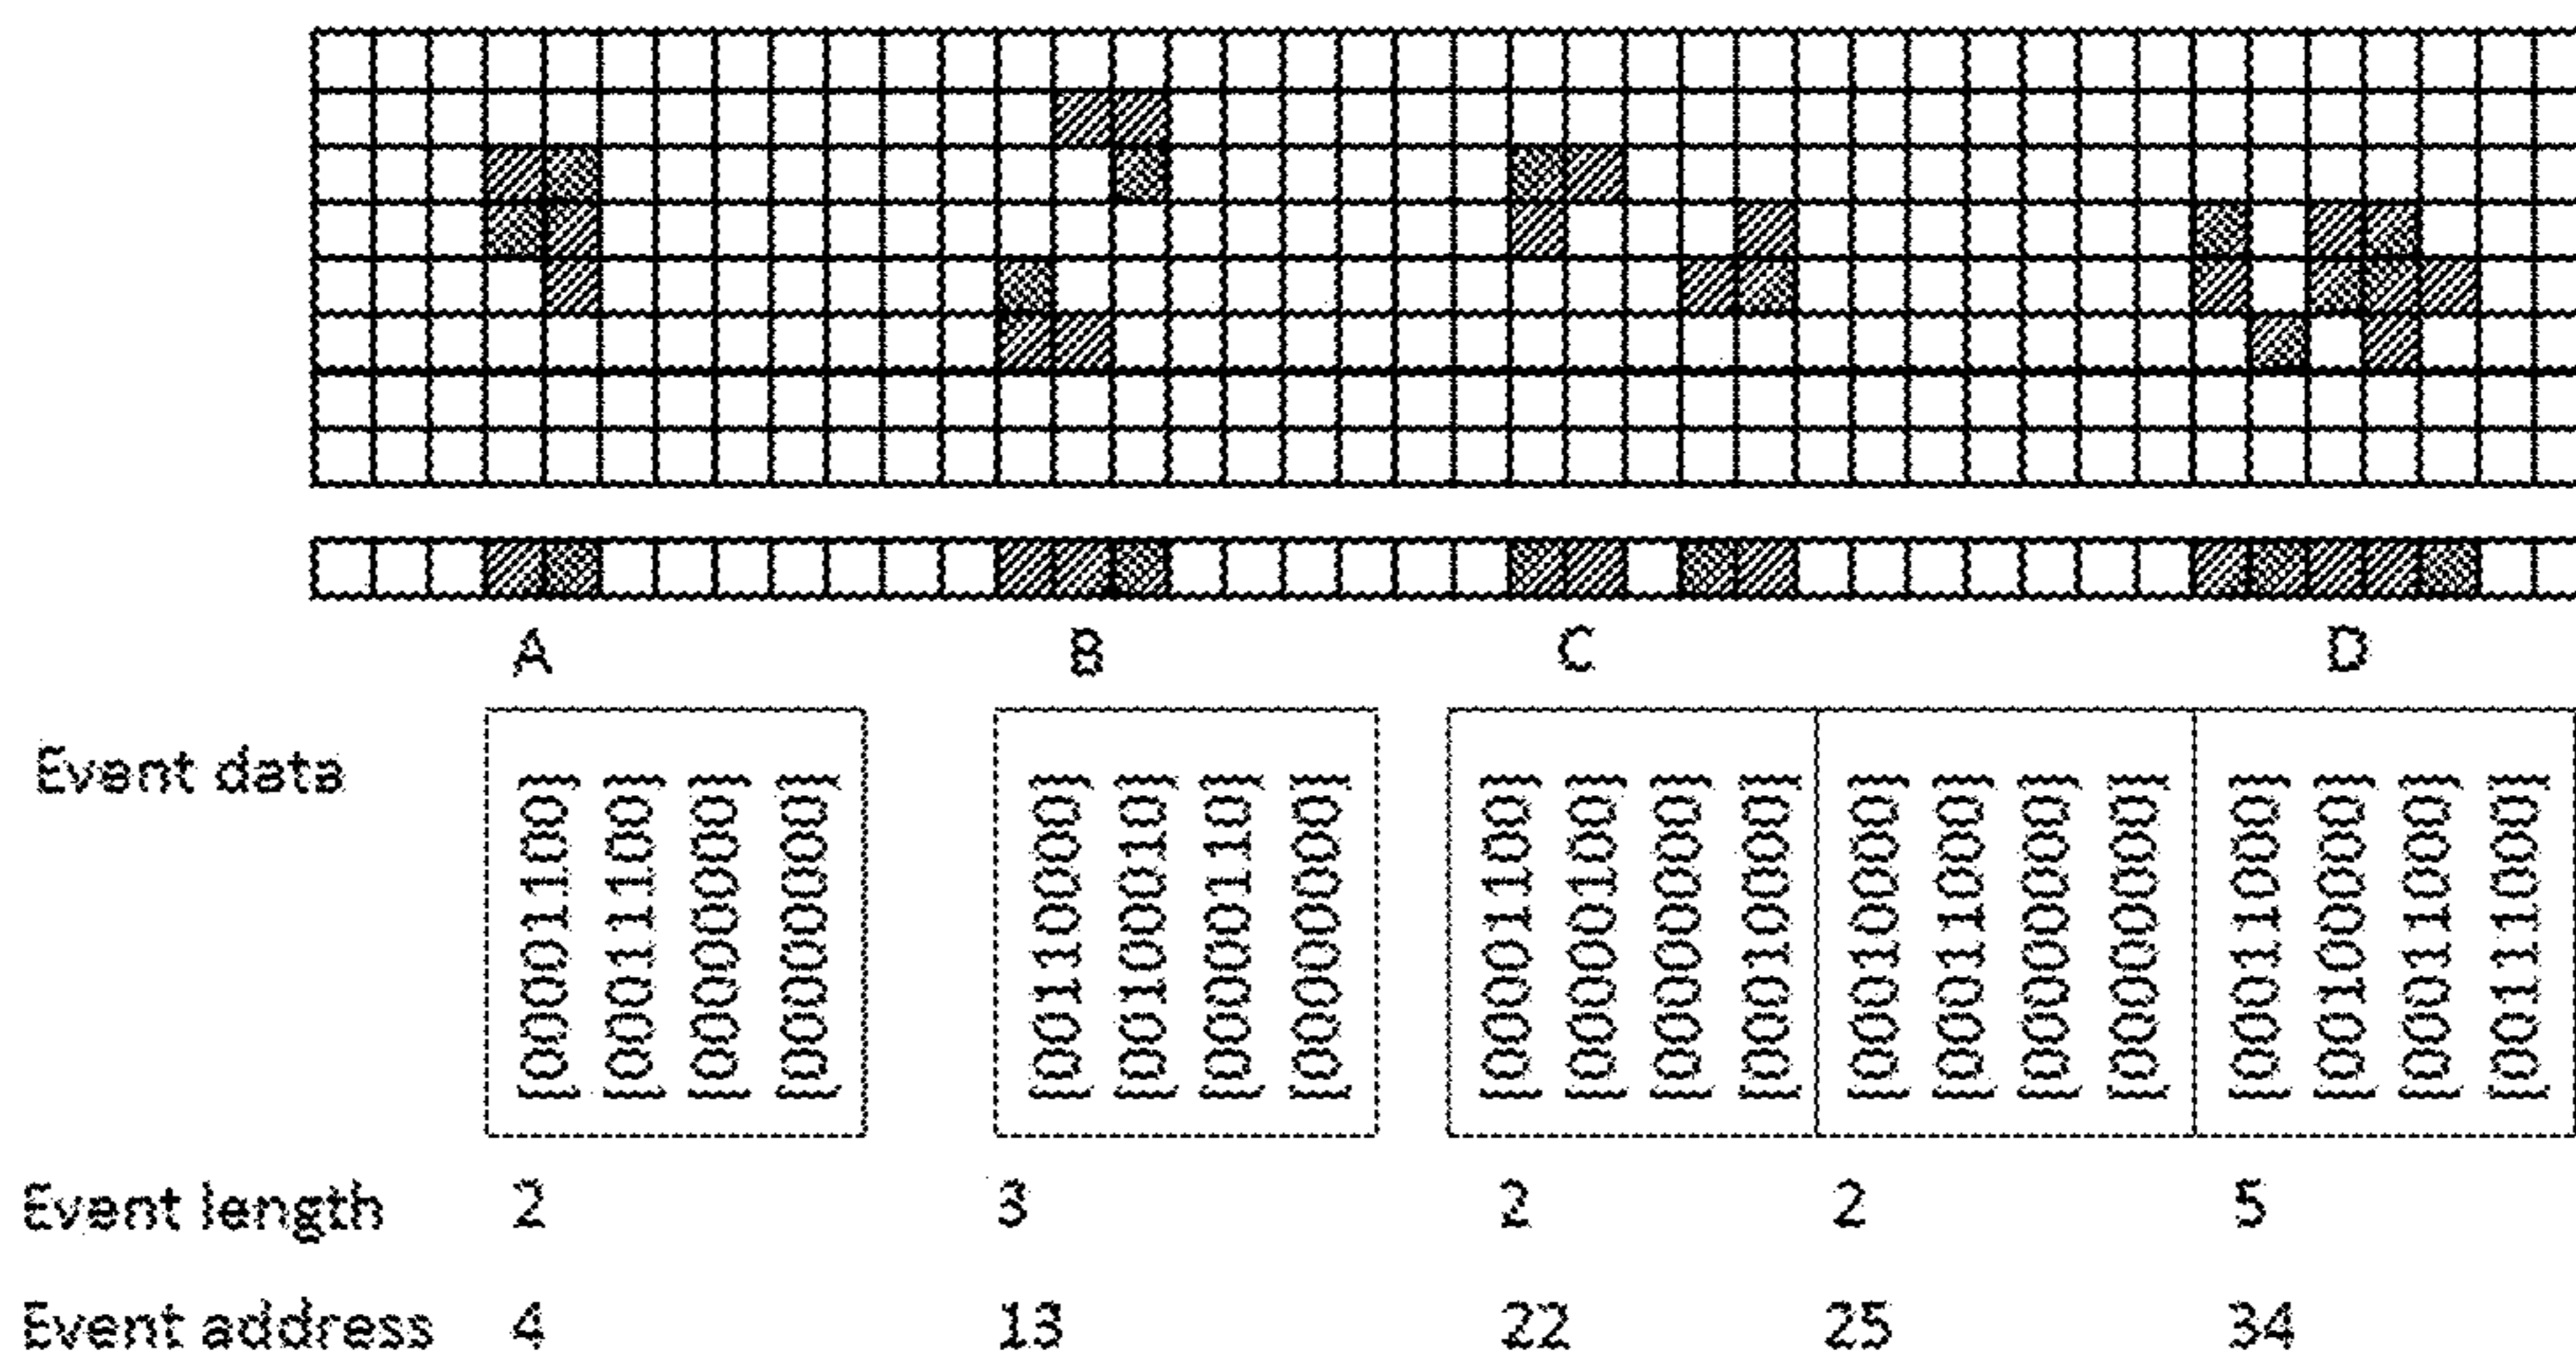 A B C D
Event data
[00001100] [00011100] [00000000] [00000000]
[00110000] [00100010] [00000110] [00000000]
[00001100] [00000100] [00000000] [00010000]
[00010000] [00011000] [00000000] [00000000]
[00011000] [00100000] [00011000] [00111000]
Event length 2 3 2 2 5
Event address 4 13 22 25 34